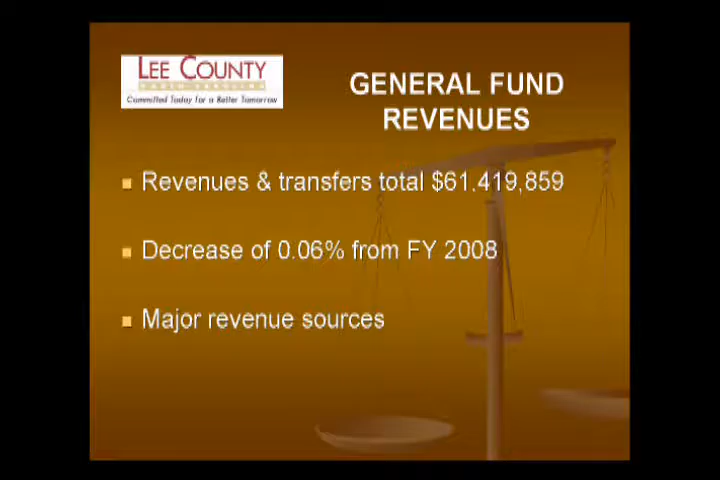 LEE COUNTY
Committed Today for a Better Tomorrow
GENERAL FUND
REVENUES
Revenues & transfers total $61,419,859
Decrease of 0.06% from FY 2008
Major revenue sources